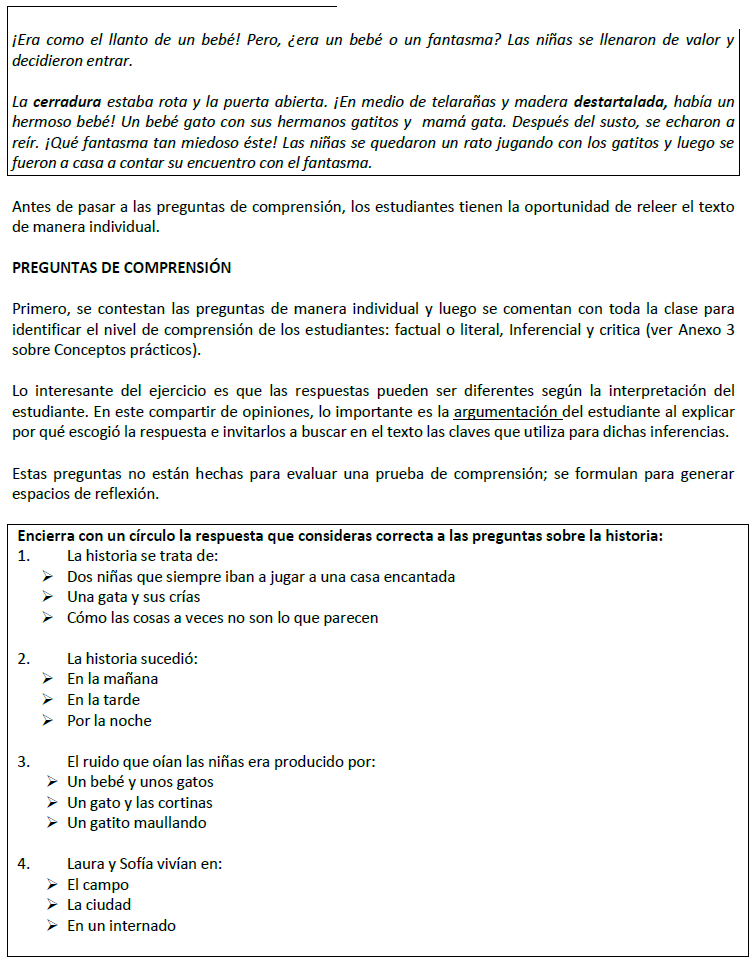 ¡Era como el llanto de un bebé! Pero, ¿era un bebé o un fantasma? Las niñas se llenaron de valor y
decidieron entrar.
La cerradura estaba rota y la puerta abierta. ¡En medio de telarañas y madera destartalada, había un
hermoso bebé! Un bebé gato con sus hermanos gatitos y mamá gata. Después del susto, se echaron a
reír. ¡Qué fantasma tan miedoso éste! Las niñas se quedaron un rato jugando con los gatitos y luego se
fueron a casa a contar su encuentro con el fantasma.
Antes de pasar a las preguntas de comprensión, los estudiantes tienen la oportunidad de releer el texto
de manera individual.
PREGUNTAS DE COMPRENSIÓN
Primero, se contestan las preguntas de manera individual y luego se comentan con toda la clase para
identificar el nivel de comprensión de los estudiantes: factual o literal, Inferencial y critica (ver Anexo 3
sobre Conceptos prácticos).
Lo interesante del ejercicio es que las respuestas pueden ser diferentes según la interpretación del
estudiante. En este compartir de opiniones, lo importante es la argumentación del estudiante al explicar
por qué escogió la respuesta e invitarlos a buscar en el texto las claves que utiliza para dichas inferencias.
Estas preguntas no están hechas para evaluar una prueba de comprensión; se formulan para generar
espacios de reflexión.
Encierra con un círculo la respuesta que consideras correcta a las preguntas sobre la historia:
1. La historia se trata de:
➢ Dos niñas que siempre iban a jugar a una casa encantada
➢ Una gata y sus crías
➢ Cómo las cosas a veces no son lo que parecen
2. La historia sucedió:
➢ En la mañana
➢ En la tarde
➢ Por la noche
3. El ruido que oían las niñas era producido por:
➢ Un bebé y unos gatos
➢ Un gato y las cortinas
➢ Un gatito maullando
4. Laura y Sofía vivían en:
➢ El campo
➢ La ciudad
➢ En un internado